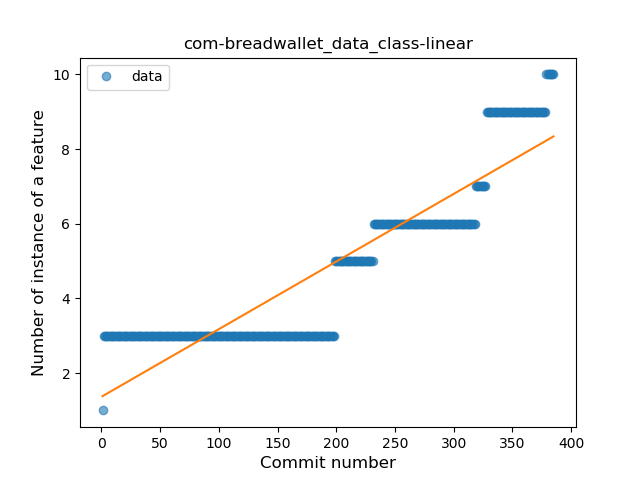 com-breadwallet_data_class-linear
data
Number of instance of a feature
10
8
6
4
2
0 50 100 150 200 250 300 350 400
Commit number